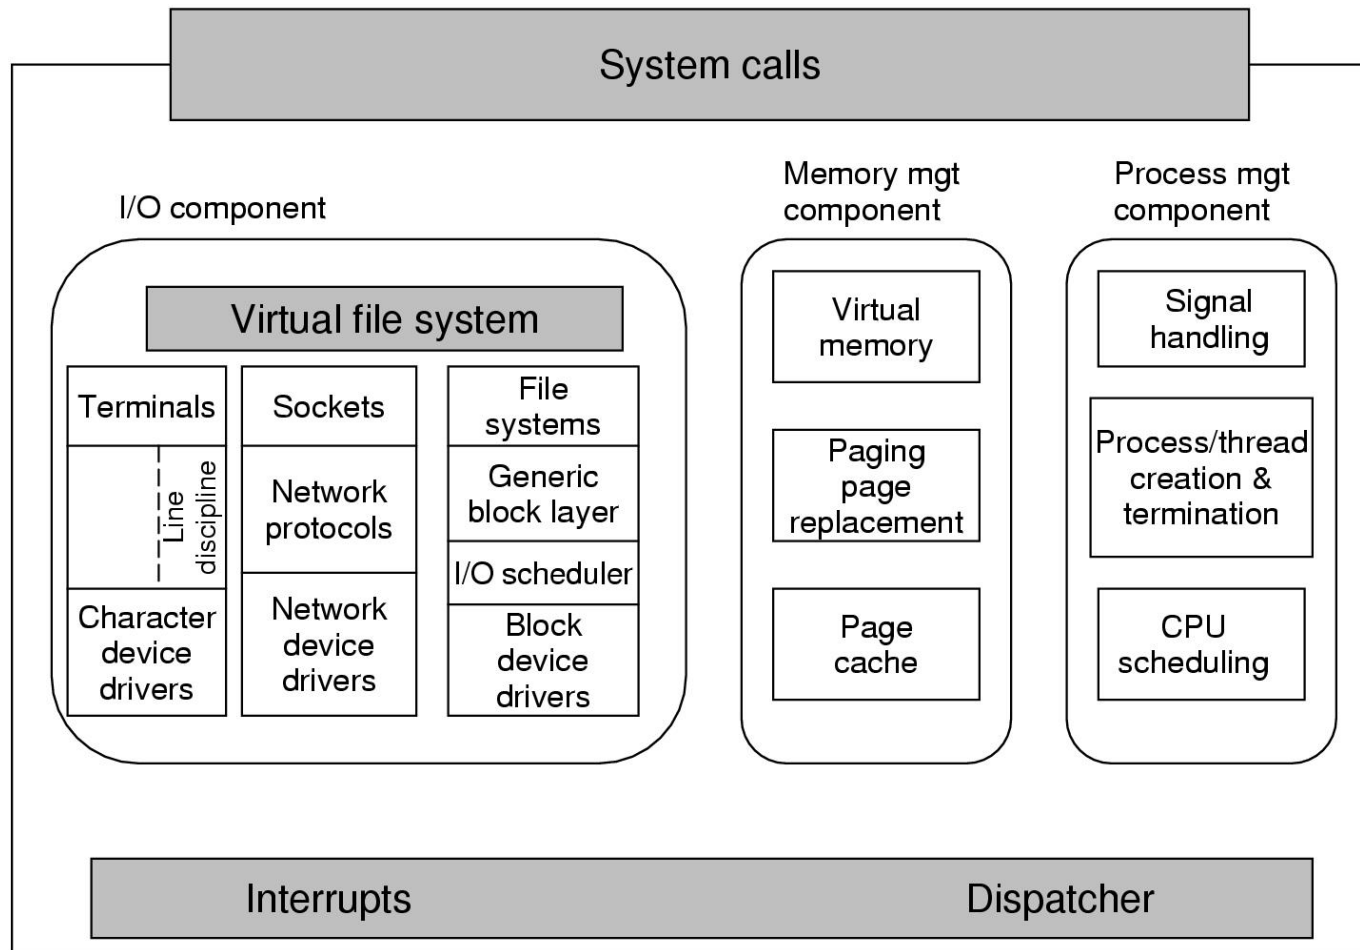 System calls
I/O component
Memory mgt
component
Process mgt
component
Virtual file system
Terminals
Line
discipline
Character
device
drivers
Sockets
Network
protocols
Network
device
drivers
File
systems
Generic
block layer
I/O scheduler
Block
device
drivers
Virtual
memory
Paging
page
replacement
Page
cache
Signal
handling
Process/thread
creation &
termination
CPU
scheduling
Interrupts
Dispatcher